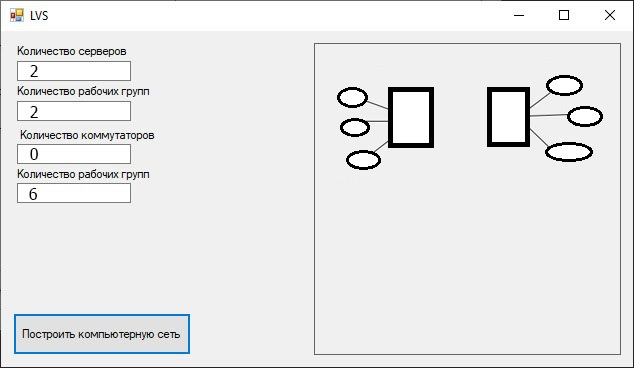 LVS
Количество серверов
2
Количество рабочих групп
2
Количество коммутаторов
0
Количество рабочих групп
6
Построить компьютерную сеть